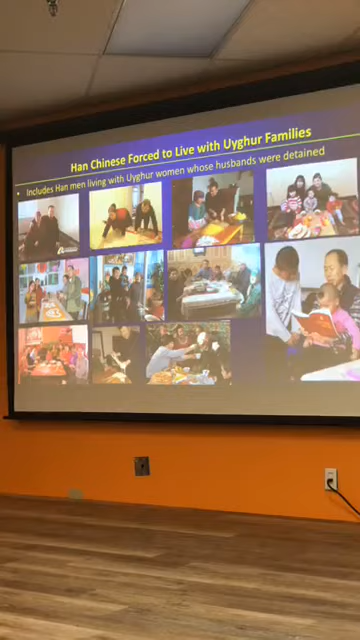 Han Chinese Forced to Live with Uyghur Families
• Includes Han men living with Uyghur women whose husbands were detained